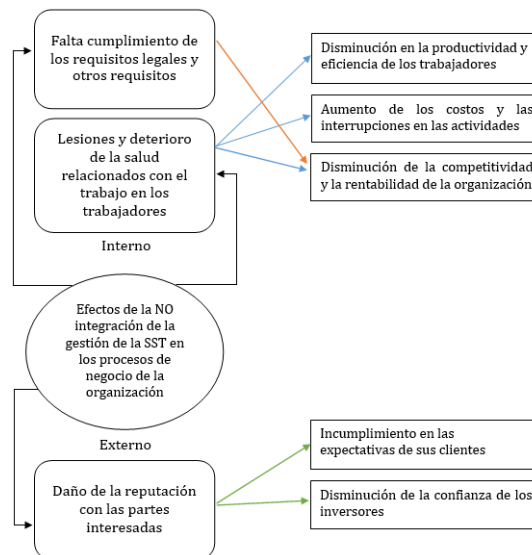 Falta cumplimiento de
los requisitos legales y
otros requisitos
Disminución en la productividad y
eficiencia de los trabajadores
Aumento de los costos y las
interrupciones en las actividades
Disminución de la competitividad
y la rentabilidad de la organización
Lesiones y deterioro
de la salud
relacionados con el
trabajo en los
trabajadores
Interno
Efectos de la NO
integración de la
gestión de la SST en
los procesos de
negocio de la
organización
Externo
Daño de la reputación
con las partes
interesadas
Incumplimiento en las
expectativas de sus clientes
Disminución de la confianza de los
inversores